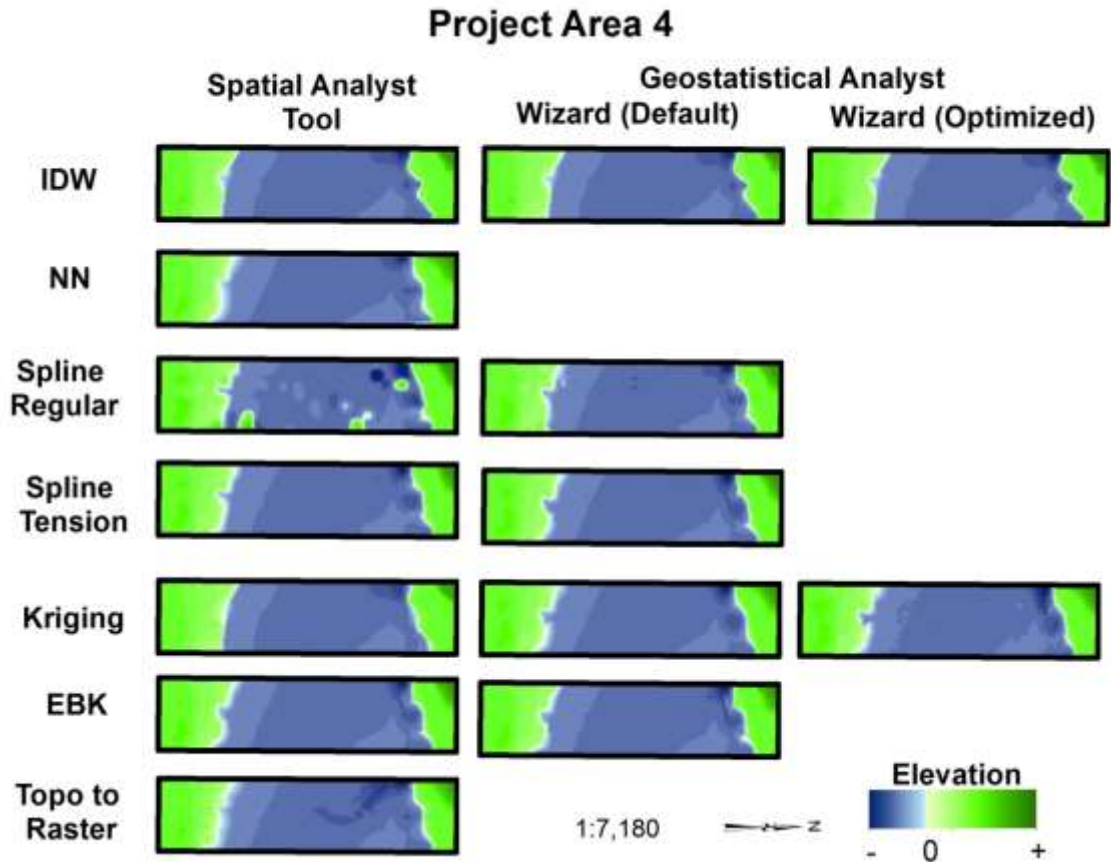 Project Area 4
Spatial Analyst
Tool
Geostatistical Analyst
Wizard (Default)
Wizard (Optimized)
IDW
NN
Spline
Regular
Spline
Tension
Kriging
EBK
Topo to
Raster
1:7,180
Z
Elevation
- 0 +